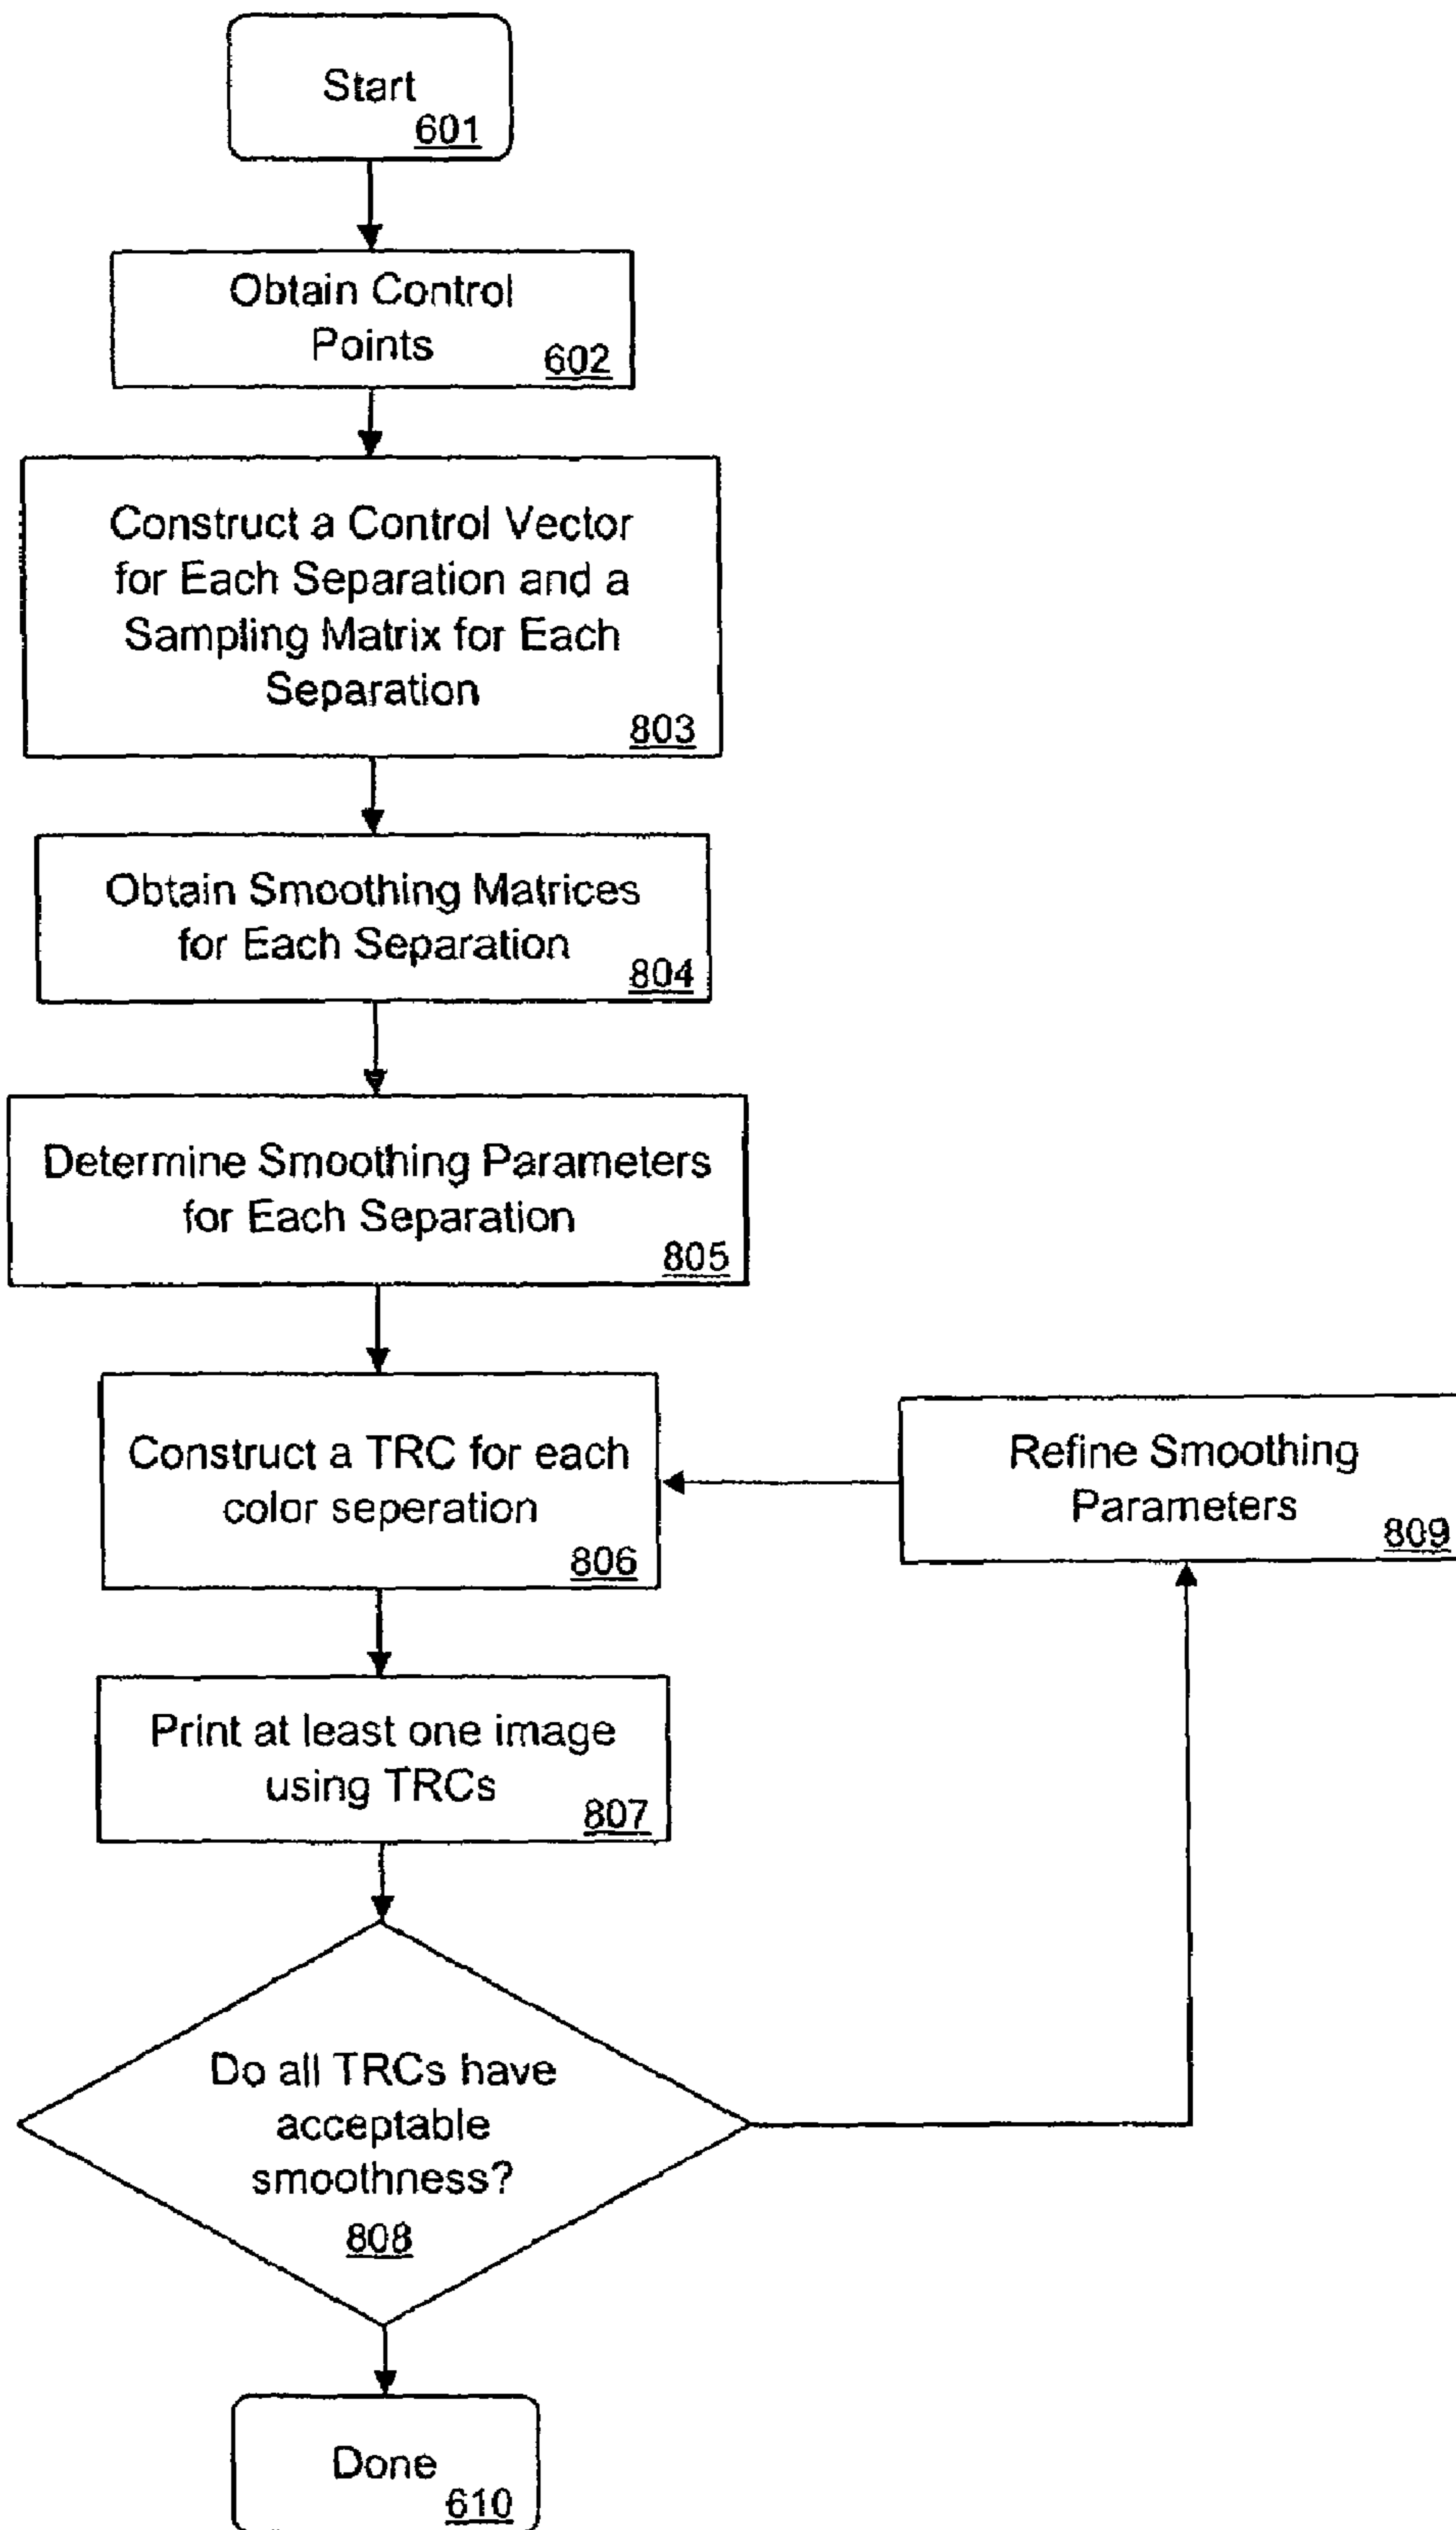 Start
601
Obtain Control
Points
602
Construct a Control Vector
for Each Separation and a
Sampling Matrix for Each
Separation
803
Obtain Smoothing Matrices
for Each Separation
804
Determine Smoothing Parameters
for Each Separation
805
Construct a TRC for each
color seperation
806
Refine Smoothing
Parameters
809
Print at least one image
using TRCs
807
Do all TRCs have
acceptable
smoothness?
808
Done
610